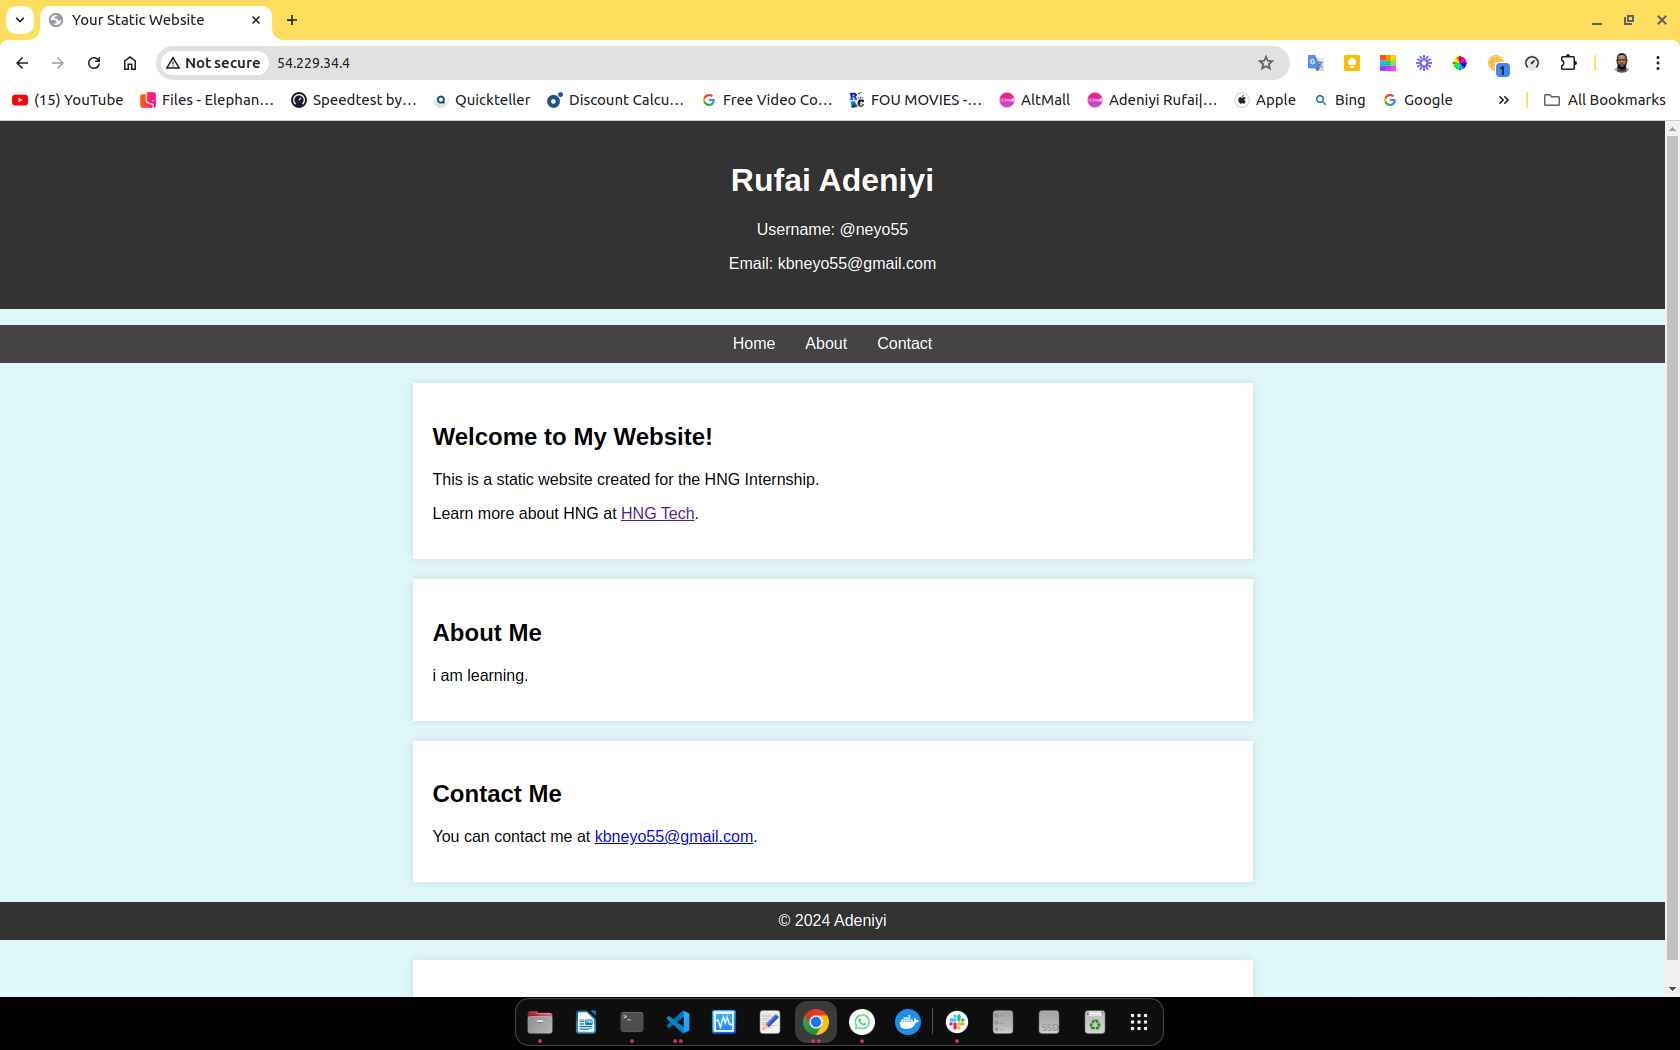 Your Static Website
Not secure 54.229.34.4
1
(15) YouTube Files - Elephan... Speedtest by... Quickteller Discount Calcu... Free Video Co... FOU MOVIES -... AltMall Adeniyi Rufai|... Apple Bing Google » All Bookmarks
Rufai Adeniyi
Username: @neyo55
Email: kbneyo55@gmail.com
Home About Contact
Welcome to My Website!
This is a static website created for the HNG Internship.
Learn more about HNG at HNG Tech.
About Me
i am learning.
Contact Me
You can contact me at kbneyo55@gmail.com.
© 2024 Adeniyi
SSD